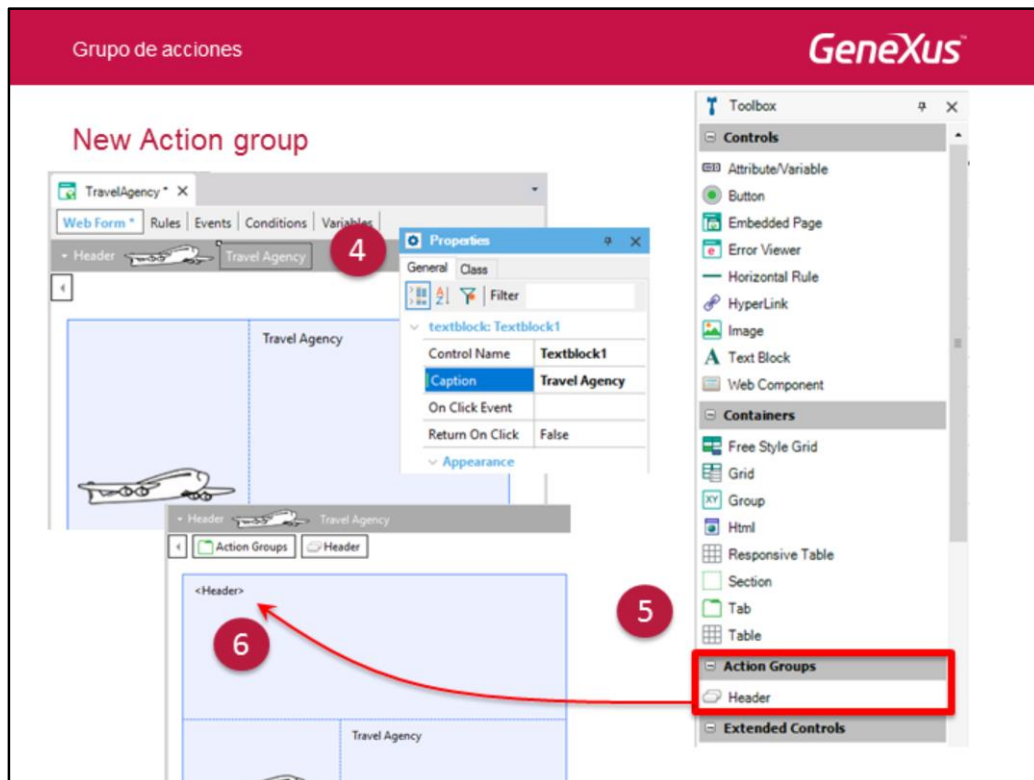 Grupo de acciones
GeneXus™
New Action group
TravelAgency * X
Web Form * Rules Events Conditions Variables
Header Travel Agency
Travel Agency
4
Properties
General Class
Filter
textblock: Textblock1
Control Name Textblock1
Caption Travel Agency
On Click Event
Return On Click False
Appearance
Header Travel Agency
Action Groups Header
<Header>
6
Travel Agency
5
Toolbox
Controls
Attribute/Variable
Button
Embedded Page
Error Viewer
Horizontal Rule
HyperLink
Image
Text Block
Web Component
Containers
Free Style Grid
Grid
Group
Html
Responsive Table
Section
Tab
Table
Action Groups
Header
Extended Controls